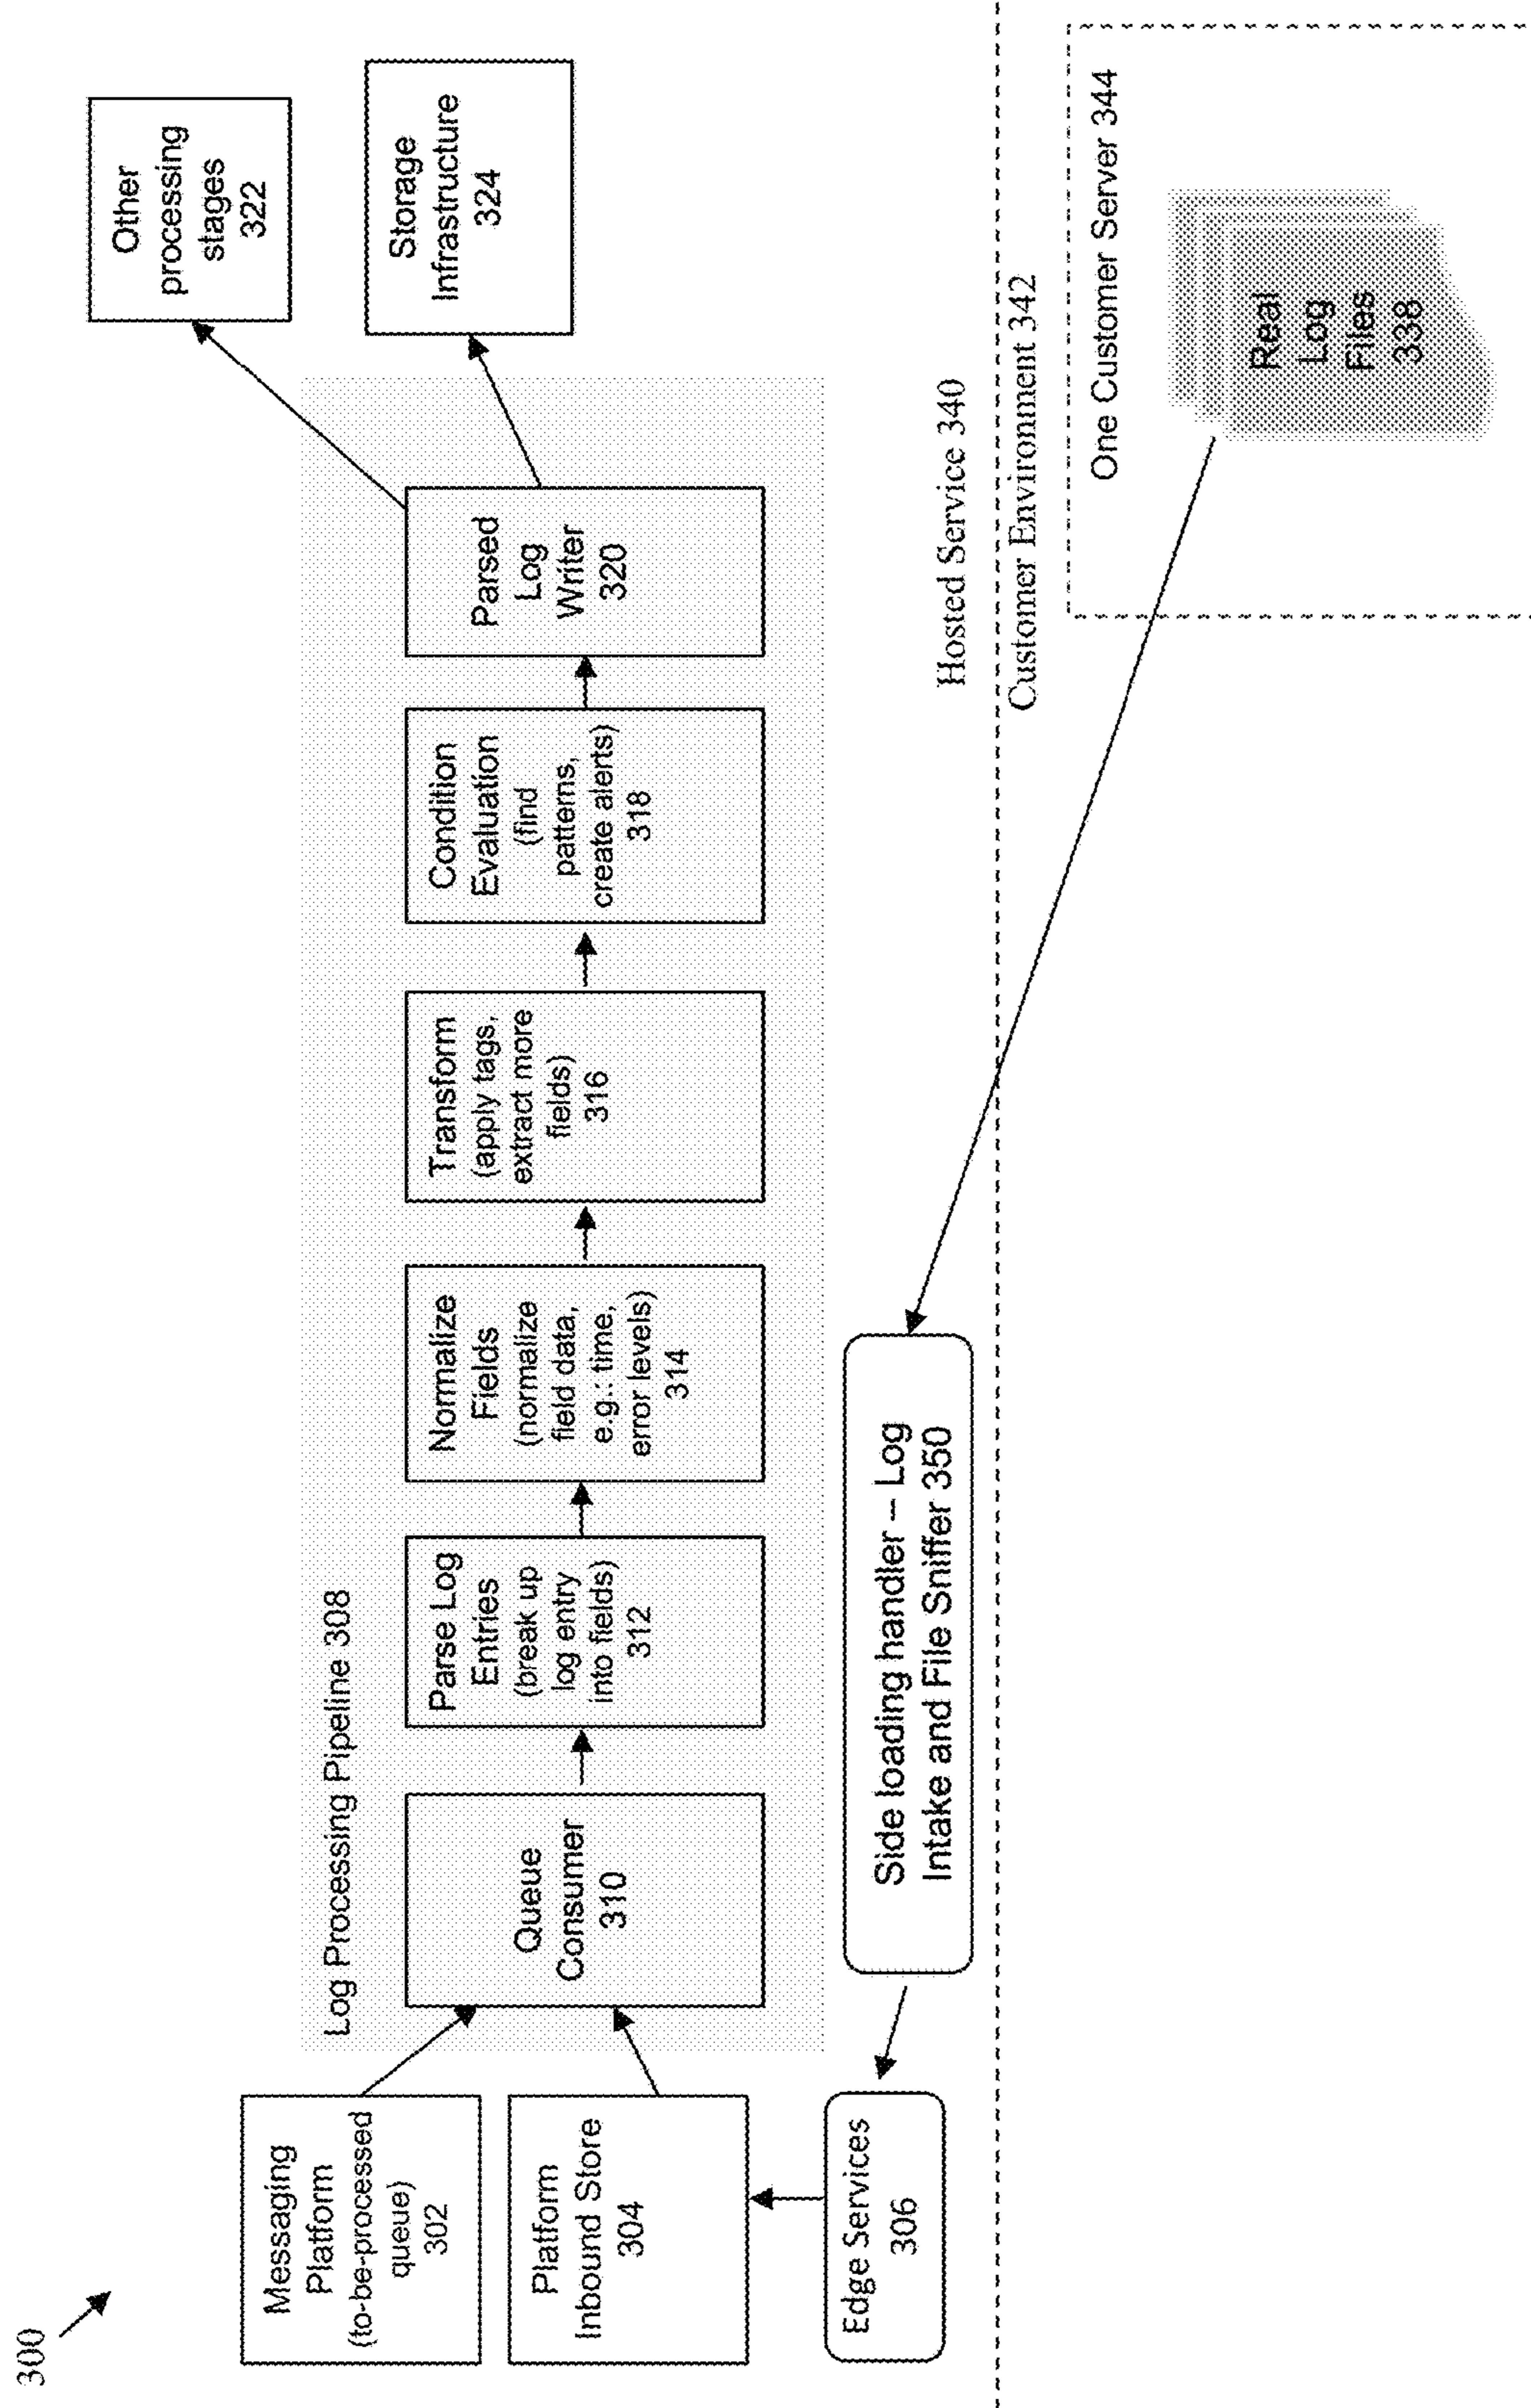 300
Messaging
Platform
(to-be-processed
queue)
302
Platform
Inbound Store
304
Edge Services
306
Log Processing Pipeline 308
Queue
Consumer
310
Parse Log
Entries
(break up
log entry
into fields)
312
Normalize
Fields
(normalize
field data,
e.g.: time,
error levels)
314
Transform
(apply tags,
extract more
fields)
316
Condition
Evaluation
(find
patterns,
create alerts)
318
Parsed
Log
Writer
320
Other
processing
stages
322
Storage
Infrastructure
324
Side loading handler – Log
Intake and File Sniffer 350
Hosted Service 340
Customer Environment 342
One Customer Server 344
Real
Log
Files
338